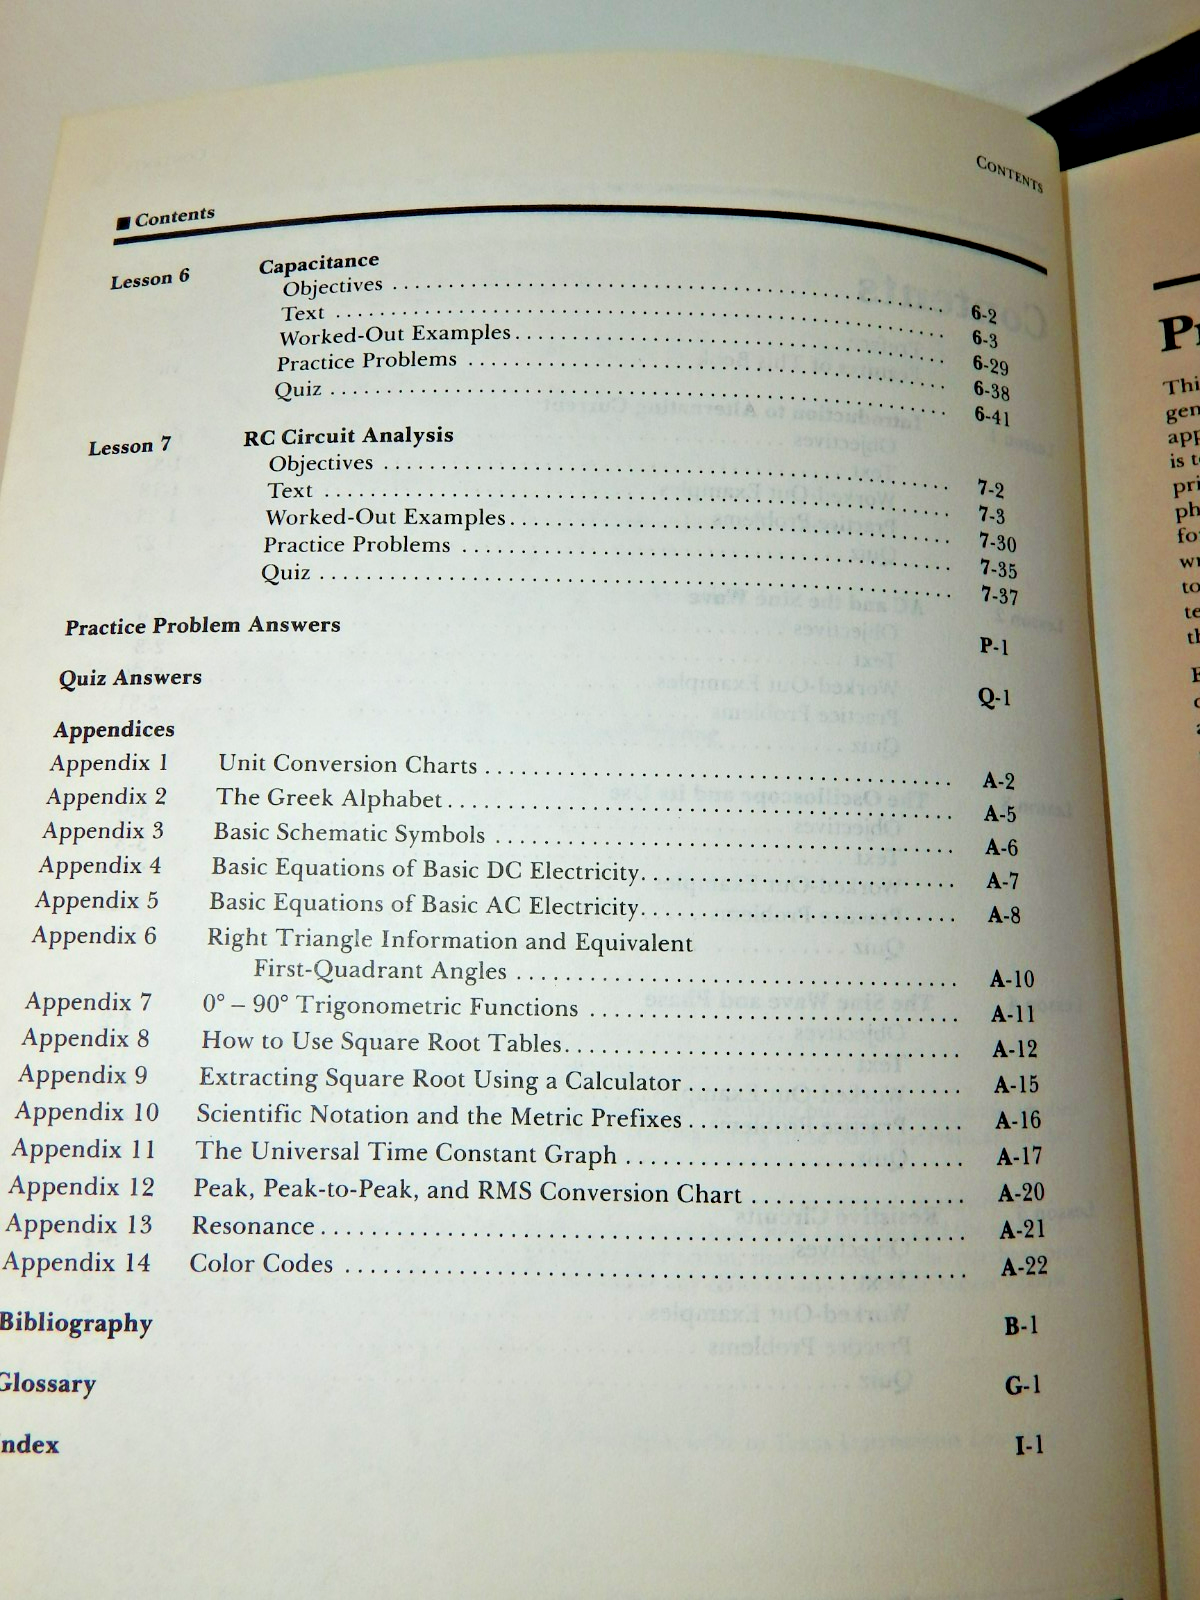 CONTENTS
■ Contents
Lesson 6 Capacitance
Objectives ........................................ 6-2
Text ........................................ 6-3
Worked-Out Examples ........................................ 6-29
Practice Problems ........................................ 6-38
Quiz ........................................ 6-41
Lesson 7 RC Circuit Analysis
Objectives ........................................ 7-2
Text ........................................ 7-3
Worked-Out Examples ........................................ 7-30
Practice Problems ........................................ 7-35
Quiz ........................................ 7-37
Practice Problem Answers P-1
Quiz Answers Q-1
Appendices
Appendix 1 Unit Conversion Charts ........................................ A-2
Appendix 2 The Greek Alphabet ........................................ A-5
Appendix 3 Basic Schematic Symbols ........................................ A-6
Appendix 4 Basic Equations of Basic DC Electricity ........................................ A-7
Appendix 5 Basic Equations of Basic AC Electricity ........................................ A-8
Appendix 6 Right Triangle Information and Equivalent
First-Quadrant Angles ........................................ A-10
Appendix 7 0° – 90° Trigonometric Functions ........................................ A-11
Appendix 8 How to Use Square Root Tables ........................................ A-12
Appendix 9 Extracting Square Root Using a Calculator ........................................ A-15
Appendix 10 Scientific Notation and the Metric Prefixes ........................................ A-16
Appendix 11 The Universal Time Constant Graph ........................................ A-17
Appendix 12 Peak, Peak-to-Peak, and RMS Conversion Chart ........................................ A-20
Appendix 13 Resonance ........................................ A-21
Appendix 14 Color Codes ........................................ A-22
Bibliography B-1
Glossary G-1
Index I-1